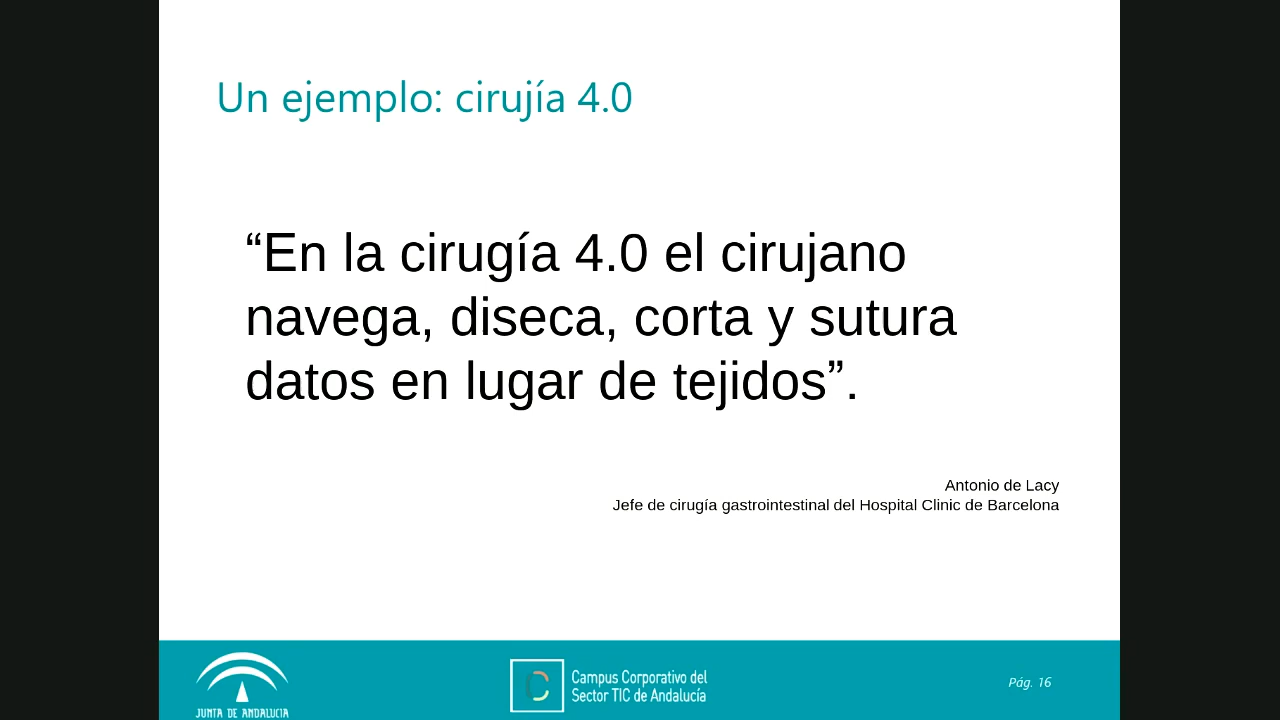 Un ejemplo: cirujía 4.0
“En la cirugía 4.0 el cirujano
navega, diseca, corta y sutura
datos en lugar de tejidos”.
Antonio de Lacy
Jefe de cirugía gastrointestinal del Hospital Clinic de Barcelona
JUNTA DE ANDALUCIA
Campus Corporativo del
Sector TIC de Andalucía
Pág. 16